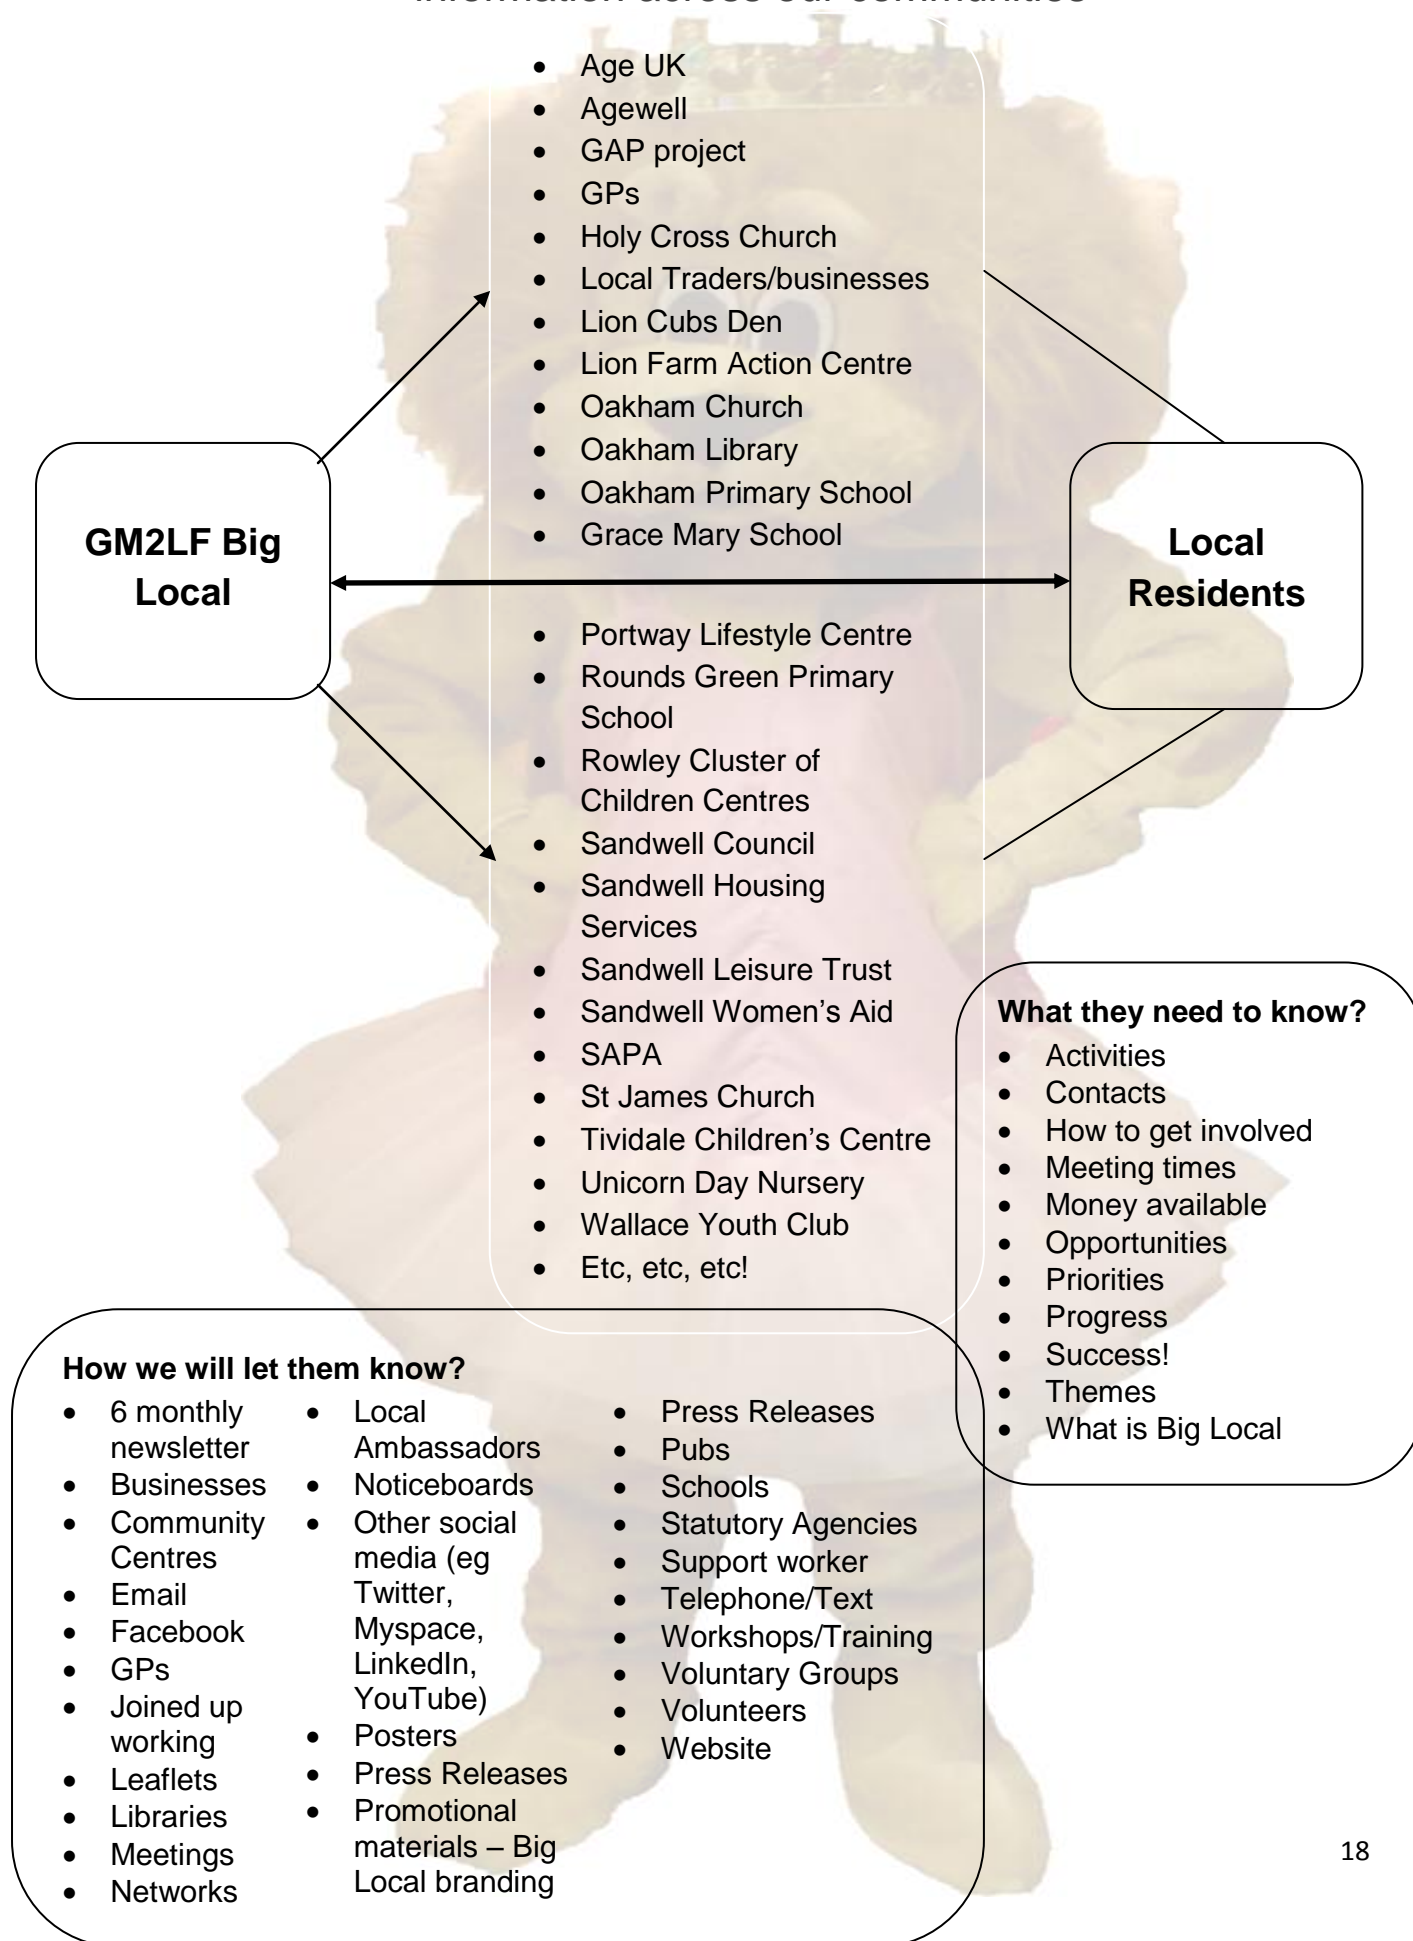 information across our communities
• Age UK
• Agewell
• GAP project
• GPs
• Holy Cross Church
• Local Traders/businesses
• Lion Cubs Den
• Lion Farm Action Centre
• Oakham Church
• Oakham Library
• Oakham Primary School
• Grace Mary School
GM2LF Big
Local
Local
Residents
• Portway Lifestyle Centre
• Rounds Green Primary
School
• Rowley Cluster of
Children Centres
• Sandwell Council
• Sandwell Housing
Services
• Sandwell Leisure Trust
• Sandwell Women’s Aid
• SAPA
• St James Church
• Tividale Children’s Centre
• Unicorn Day Nursery
• Wallace Youth Club
• Etc, etc, etc!
What they need to know?
• Activities
• Contacts
• How to get involved
• Meeting times
• Money available
• Opportunities
• Priorities
• Progress
• Success!
• Themes
• What is Big Local
How we will let them know?
• 6 monthly
newsletter
• Businesses
• Community
Centres
• Email
• Facebook
• GPs
• Joined up
working
• Leaflets
• Libraries
• Meetings
• Networks
• Local
Ambassadors
• Noticeboards
• Other social
media (eg
Twitter,
Myspace,
LinkedIn,
YouTube)
• Posters
• Press Releases
• Promotional
materials – Big
Local branding
• Press Releases
• Pubs
• Schools
• Statutory Agencies
• Support worker
• Telephone/Text
• Workshops/Training
• Voluntary Groups
• Volunteers
• Website
18